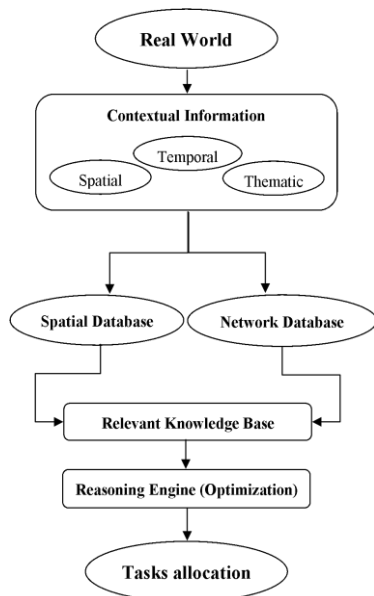 Real World
Contextual Information
Temporal
Spatial
Thematic
Spatial Database
Network Database
Relevant Knowledge Base
Reasoning Engine (Optimization)
Tasks allocation